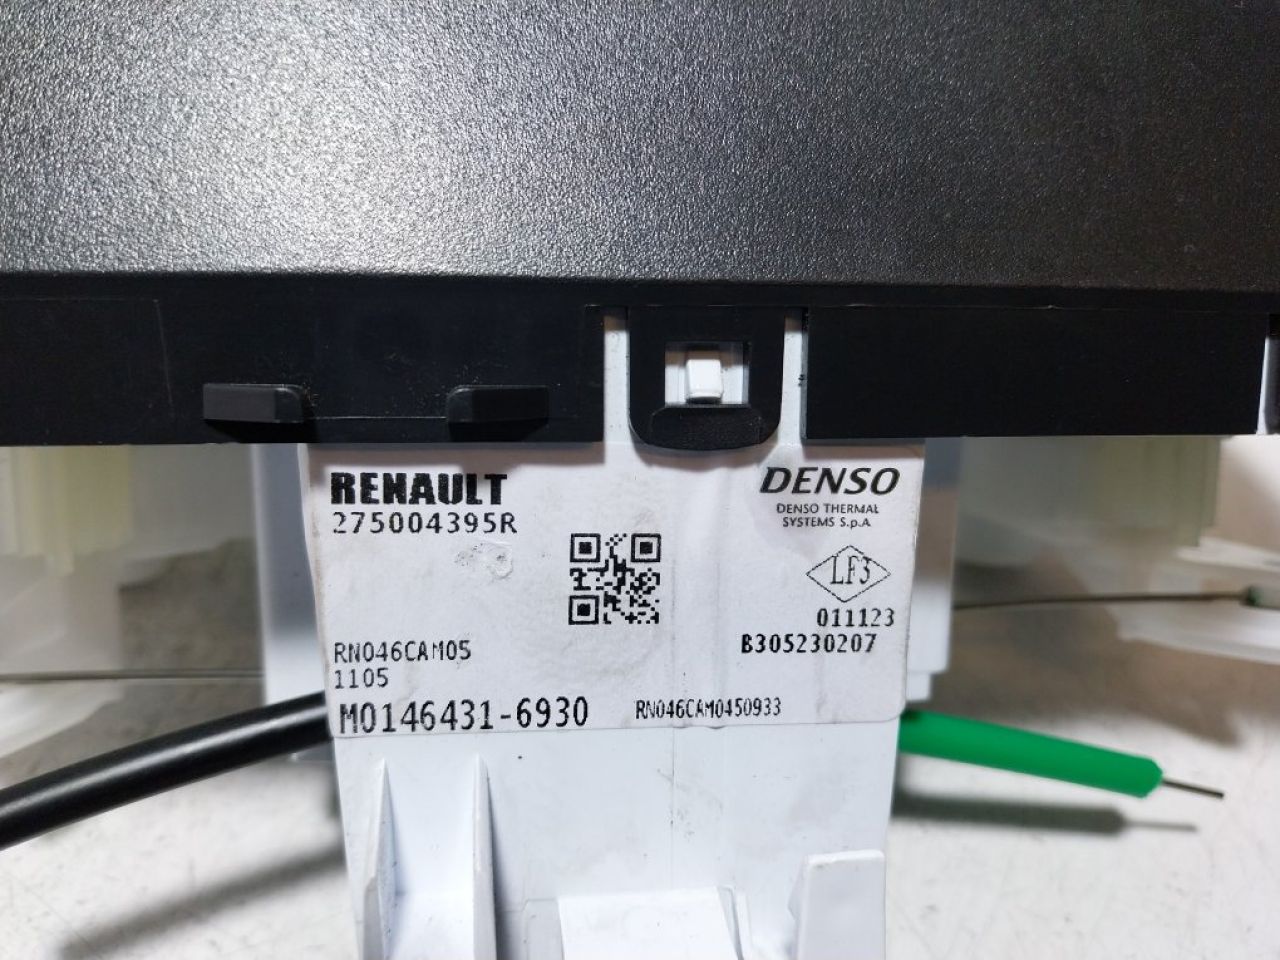 RENAULT
275004395R
DENSO
DENSO THERMAL
SYSTEMS S.p.A
LF3
011123
B305230207
RN046CAM05
1105
M0146431-6930
RN046CAM0450933